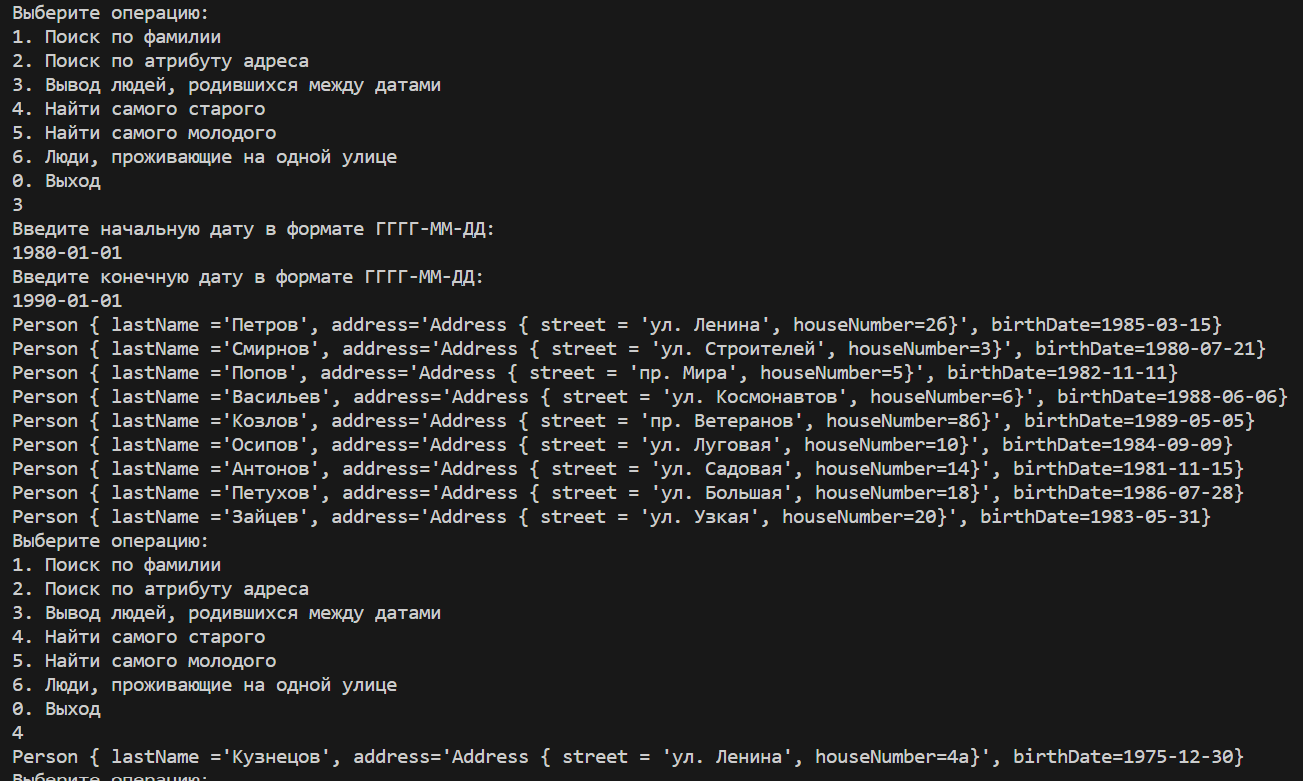 Выберите операцию:
1. Поиск по фамилии
2. Поиск по атрибуту адреса
3. Вывод людей, родившихся между датами
4. Найти самого старого
5. Найти самого молодого
6. Люди, проживающие на одной улице
0. Выход
3
Введите начальную дату в формате ГГГГ-ММ-ДД:
1980-01-01
Введите конечную дату в формате ГГГГ-ММ-ДД:
1990-01-01
Person { lastName ='Петров', address='Address { street = 'ул. Ленина', houseNumber=2б}', birthDate=1985-03-15}
Person { lastName ='Смирнов', address='Address { street = 'ул. Строителей', houseNumber=3}', birthDate=1980-07-21}
Person { lastName ='Попов', address='Address { street = 'пр. Мира', houseNumber=5}', birthDate=1982-11-11}
Person { lastName ='Васильев', address='Address { street = 'ул. Космонавтов', houseNumber=6}', birthDate=1988-06-06}
Person { lastName ='Козлов', address='Address { street = 'пр. Ветеранов', houseNumber=8б}', birthDate=1989-05-05}
Person { lastName ='Осипов', address='Address { street = 'ул. Луговая', houseNumber=10}', birthDate=1984-09-09}
Person { lastName ='Антонов', address='Address { street = 'ул. Садовая', houseNumber=14}', birthDate=1981-11-15}
Person { lastName ='Петухов', address='Address { street = 'ул. Большая', houseNumber=18}', birthDate=1986-07-28}
Person { lastName ='Зайцев', address='Address { street = 'ул. Узкая', houseNumber=20}', birthDate=1983-05-31}
Выберите операцию:
1. Поиск по фамилии
2. Поиск по атрибуту адреса
3. Вывод людей, родившихся между датами
4. Найти самого старого
5. Найти самого молодого
6. Люди, проживающие на одной улице
0. Выход
4
Person { lastName ='Кузнецов', address='Address { street = 'ул. Ленина', houseNumber=4а}', birthDate=1975-12-30}
Выберите операцию: